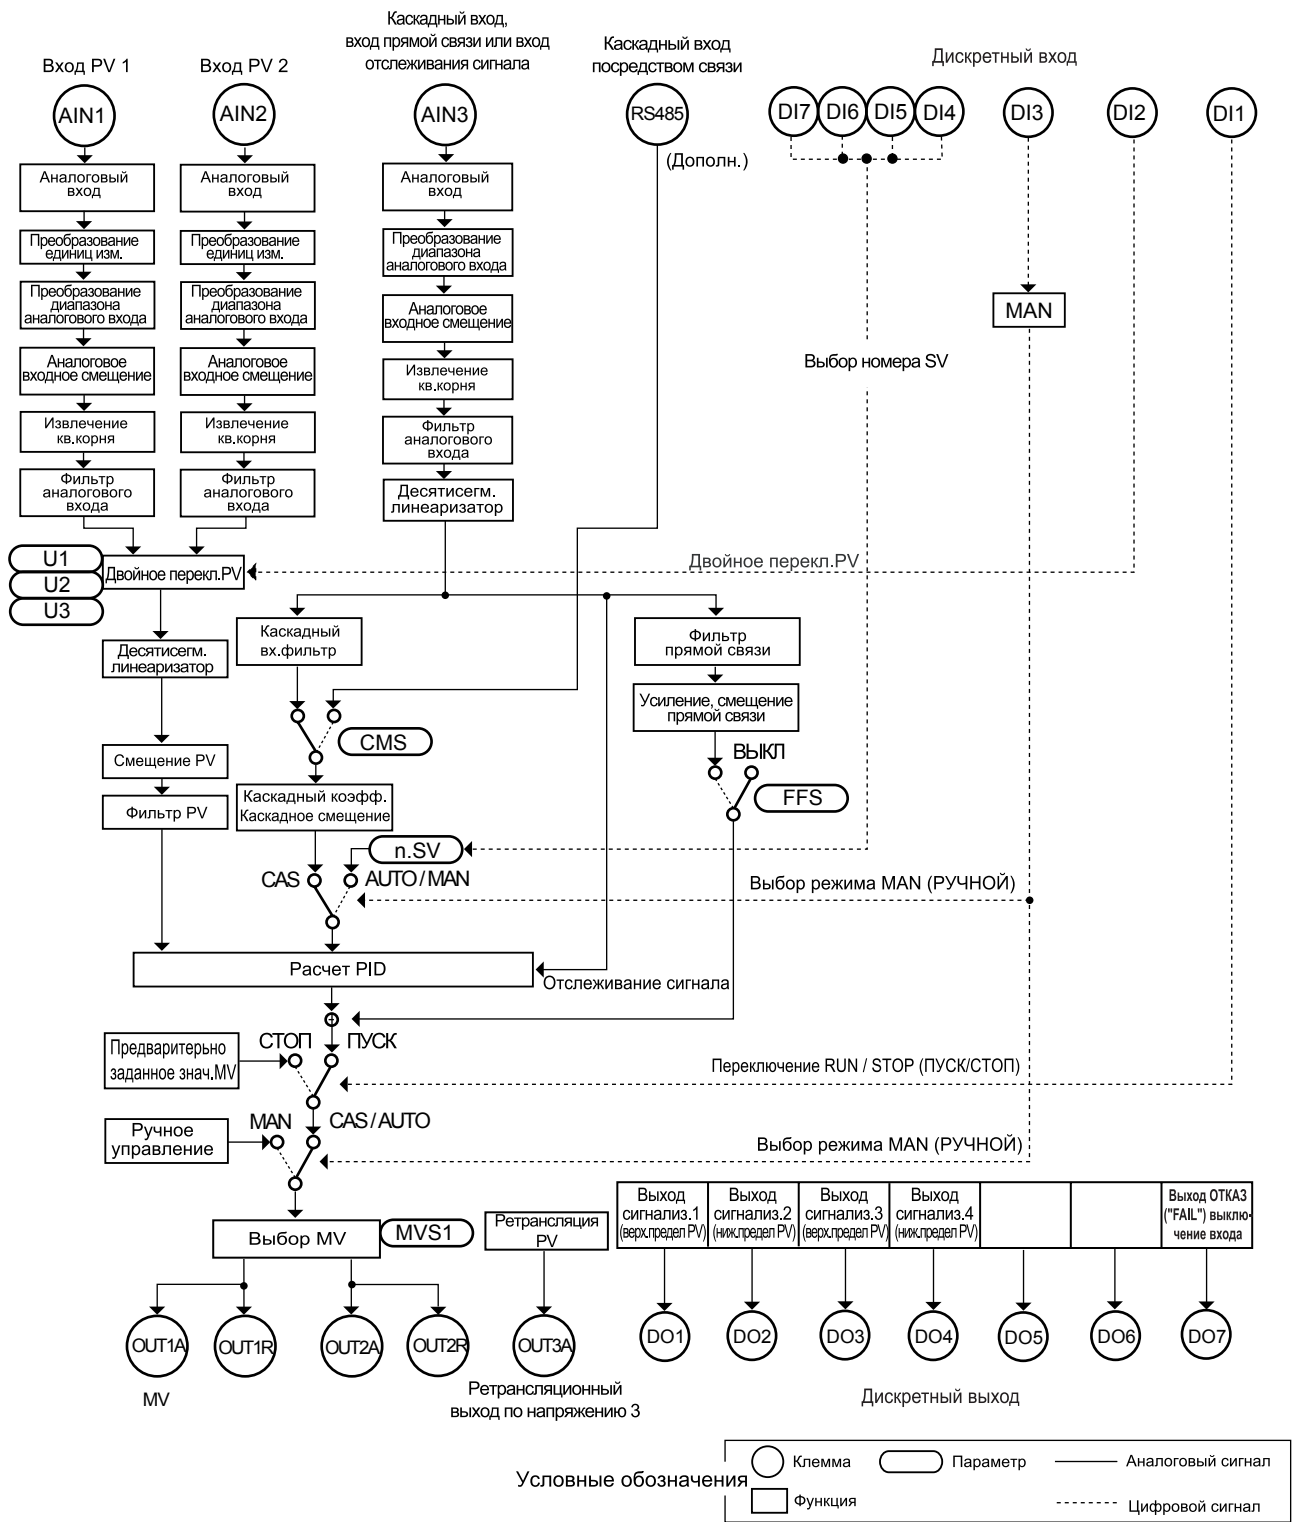 Каскадный вход,
вход прямой связи или вход
отслеживания сигнала
Каскадный вход
посредством связи
Дискретный вход
Вход PV 1
Вход PV 2
AIN1
AIN2
AIN3
RS485
DI7
DI6
DI5
DI4
DI3
DI2
DI1
(Дополн.)
Аналоговый
вход
Аналоговый
вход
Аналоговый
вход
Преобразование
единиц изм.
Преобразование
единиц изм.
Преобразование
диапазона
аналогового входа
Преобразование
диапазона
аналогового входа
Преобразование
диапазона
аналогового входа
Аналоговое
входное смещение
MAN
Аналоговое
входное смещение
Аналоговое
входное смещение
Выбор номера SV
Извлечение
кв.корня
Извлечение
кв.корня
Извлечение
кв.корня
Фильтр
аналогового
входа
Фильтр
аналогового
входа
Фильтр
аналогового
входа
Десятисегм.
линеаризатор
U1
U2
U3
Двойное перекл.PV
Двойное перекл.PV
Десятисегм.
линеаризатор
Каскадный
вх.фильтр
Фильтр
прямой связи
Усиление, смещение
прямой связи
CMS
ВЫКЛ
FFS
Смещение PV
Фильтр PV
Каскадный коэфф.
Каскадное смещение
n.SV
CAS
AUTO / MAN
Выбор режима MAN (РУЧНОЙ)
Расчет PID
Отслеживание сигнала
СТОП
ПУСК
Предваритерьно
заданное знач.MV
Переключение RUN / STOP (ПУСК/СТОП)
MAN
CAS / AUTO
Ручное
управление
Выбор режима MAN (РУЧНОЙ)
Выбор MV
MVS1
Ретрансляция
PV
Выход
сигнализ.1
(верх.предел PV)
Выход
сигнализ.2
(ниж.предел PV)
Выход
сигнализ.3
(верх.предел PV)
Выход
сигнализ.4
(ниж.предел PV)
Выход ОТКАЗ
("FAIL") выклю-
чение входа
OUT1A
OUT1R
OUT2A
OUT2R
OUT3A
DO1
DO2
DO3
DO4
DO5
DO6
DO7
MV
Ретрансляционный
выход по напряжению 3
Дискретный выход
Условные обозначения
Клемма
Параметр
Аналоговый сигнал
Функция
Цифровой сигнал